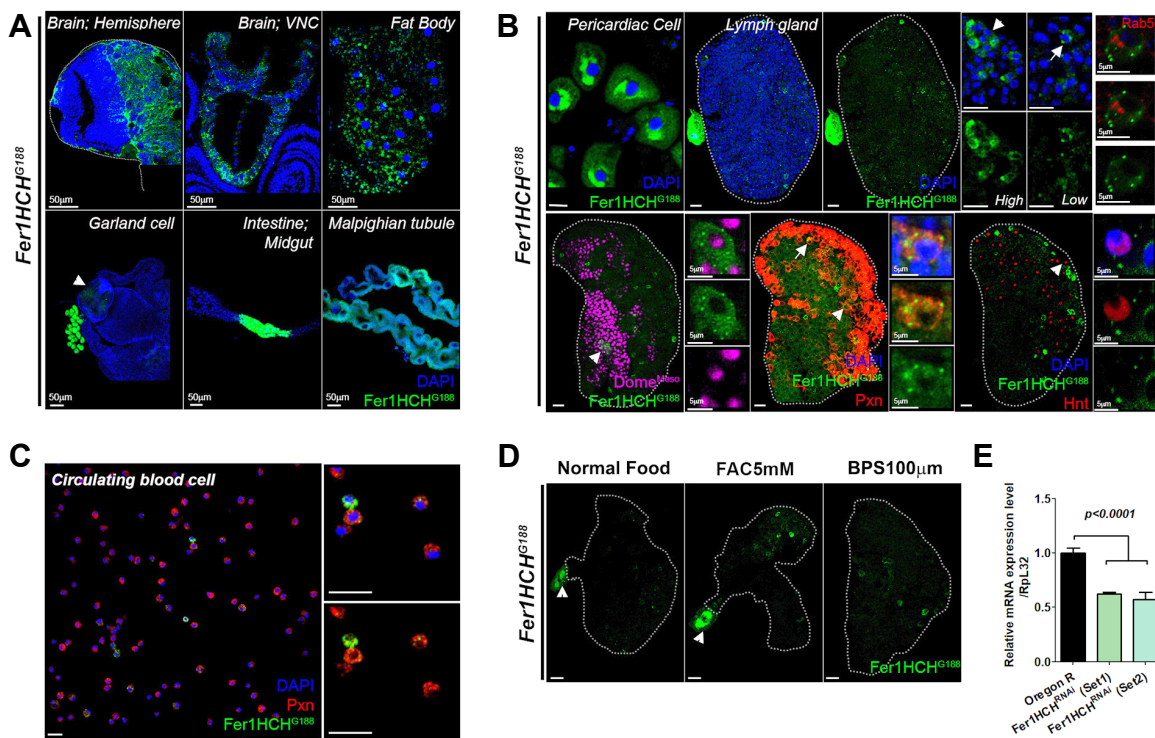 A
Fer1HCH^G188
Brain; Hemisphere
Brain; VNC
Fat Body
50μm
50μm
50μm
Garland cell
Intestine;
Midgut
Malpighian tubule
DAPI
Fer1HCH^G188
50μm
50μm
50μm
B
Fer1HCH^G188
Pericardiac Cell
Lymph gland
DAPI
Fer1HCH^G188
DAPI
Fer1HCH^G188
Fer1HCH^G188
High
Low
Rab5
5μm
5μm
5μm
Dome^Meso
Fer1HCH^G188
5μm
5μm
5μm
DAPI
Fer1HCH^G188
Pxn
5μm
5μm
5μm
DAPI
Fer1HCH^G188
Hnt
5μm
5μm
5μm
C
Circulating blood cell
DAPI
Pxn
Fer1HCH^G188
D
Fer1HCH^G188
Normal Food
FAC5mM
BPS100μm
Fer1HCH^G188
E
Relative mRNA expression level
/RpL32
1.5
1.0
0.5
0.0
p<0.0001
Oregon R
Fer1HCH^RNAi (Set1)
Fer1HCH^RNAi (Set2)